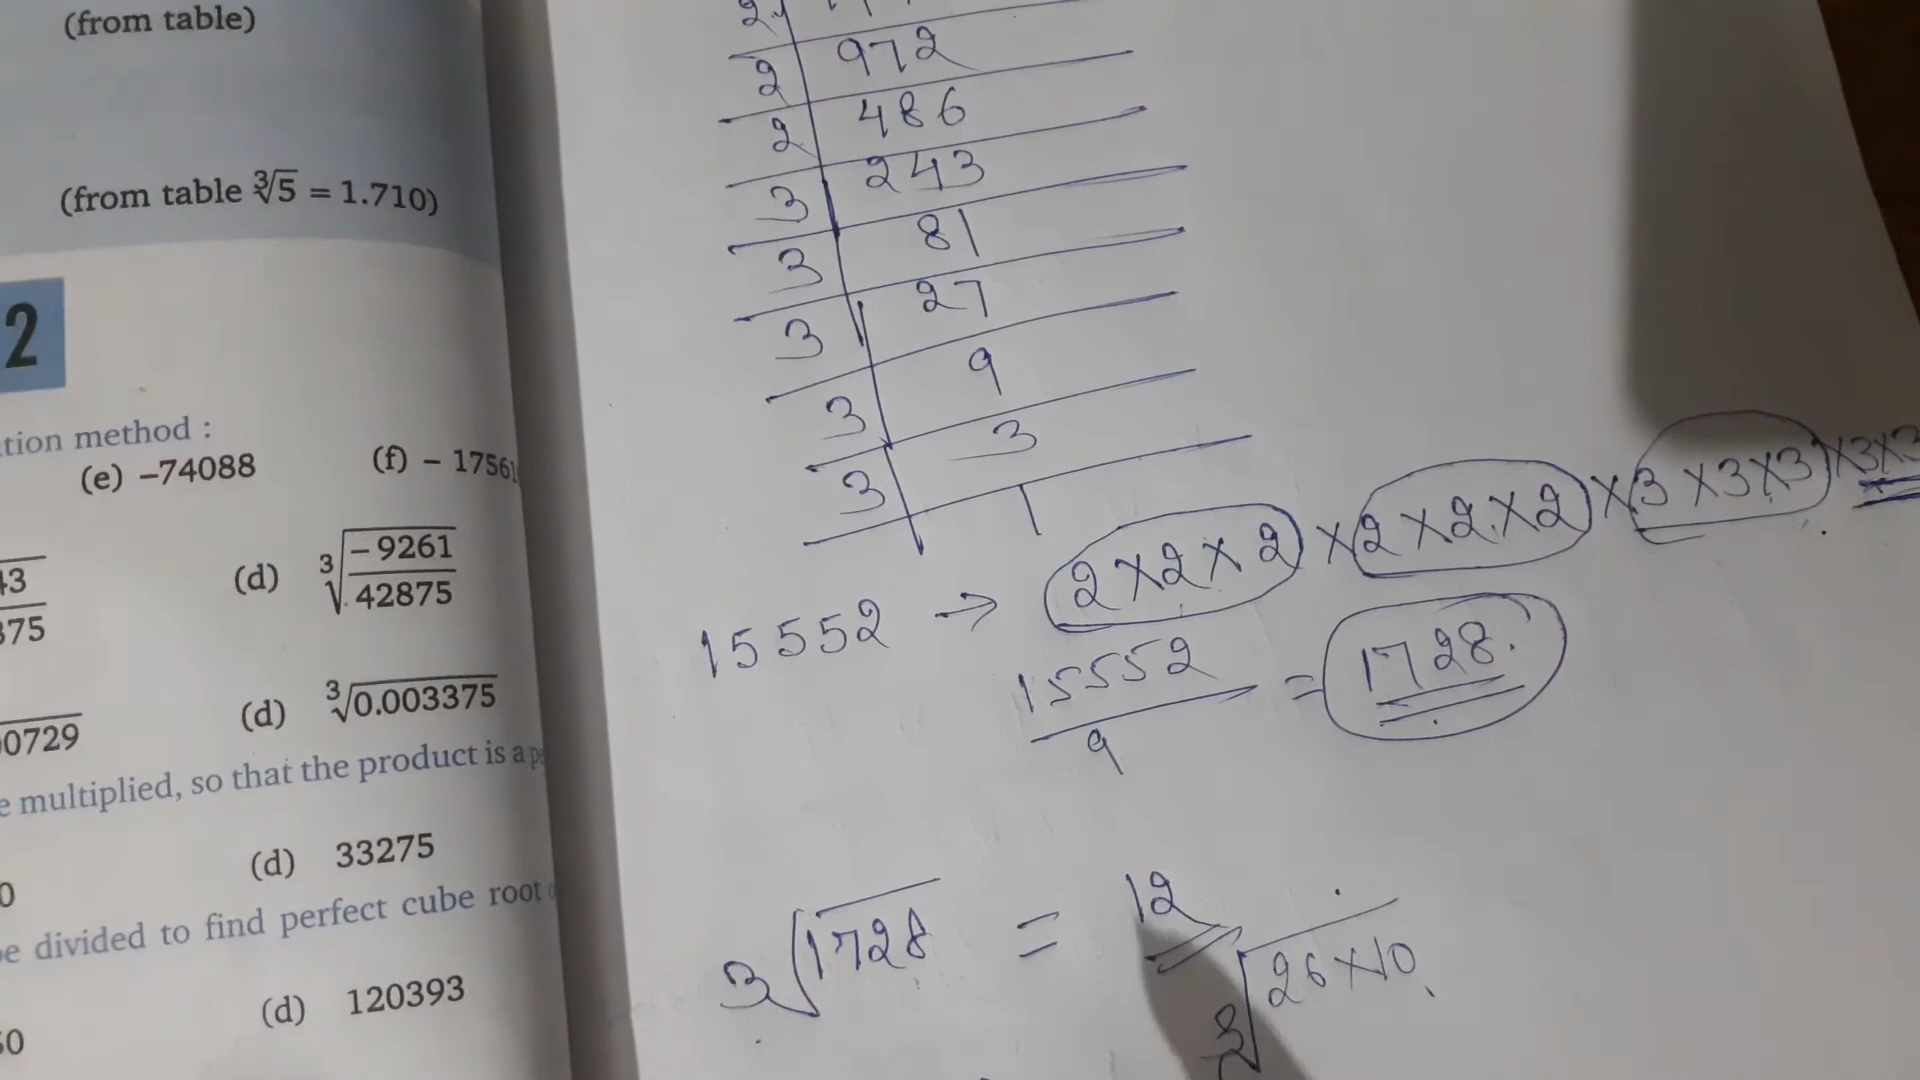 (from table)
(from table ∛5 = 1.710)
2
tion method :
(e) –74088 (f) – 17561
43
375
(d) ∛(–9261/42875)
00729
(d) ∛0.003375
e multiplied, so that the product is a
(d) 33275
0
be divided to find perfect cube root
(d) 120393
50
2 972
2 486
3 243
3 81
3 27
3 9
3 3
1
15552 → 2×2×2 × 2×2×2 × 3×3×3 ×3×3
15552/9 = 1728.
∛1728 = 12
∛26×10